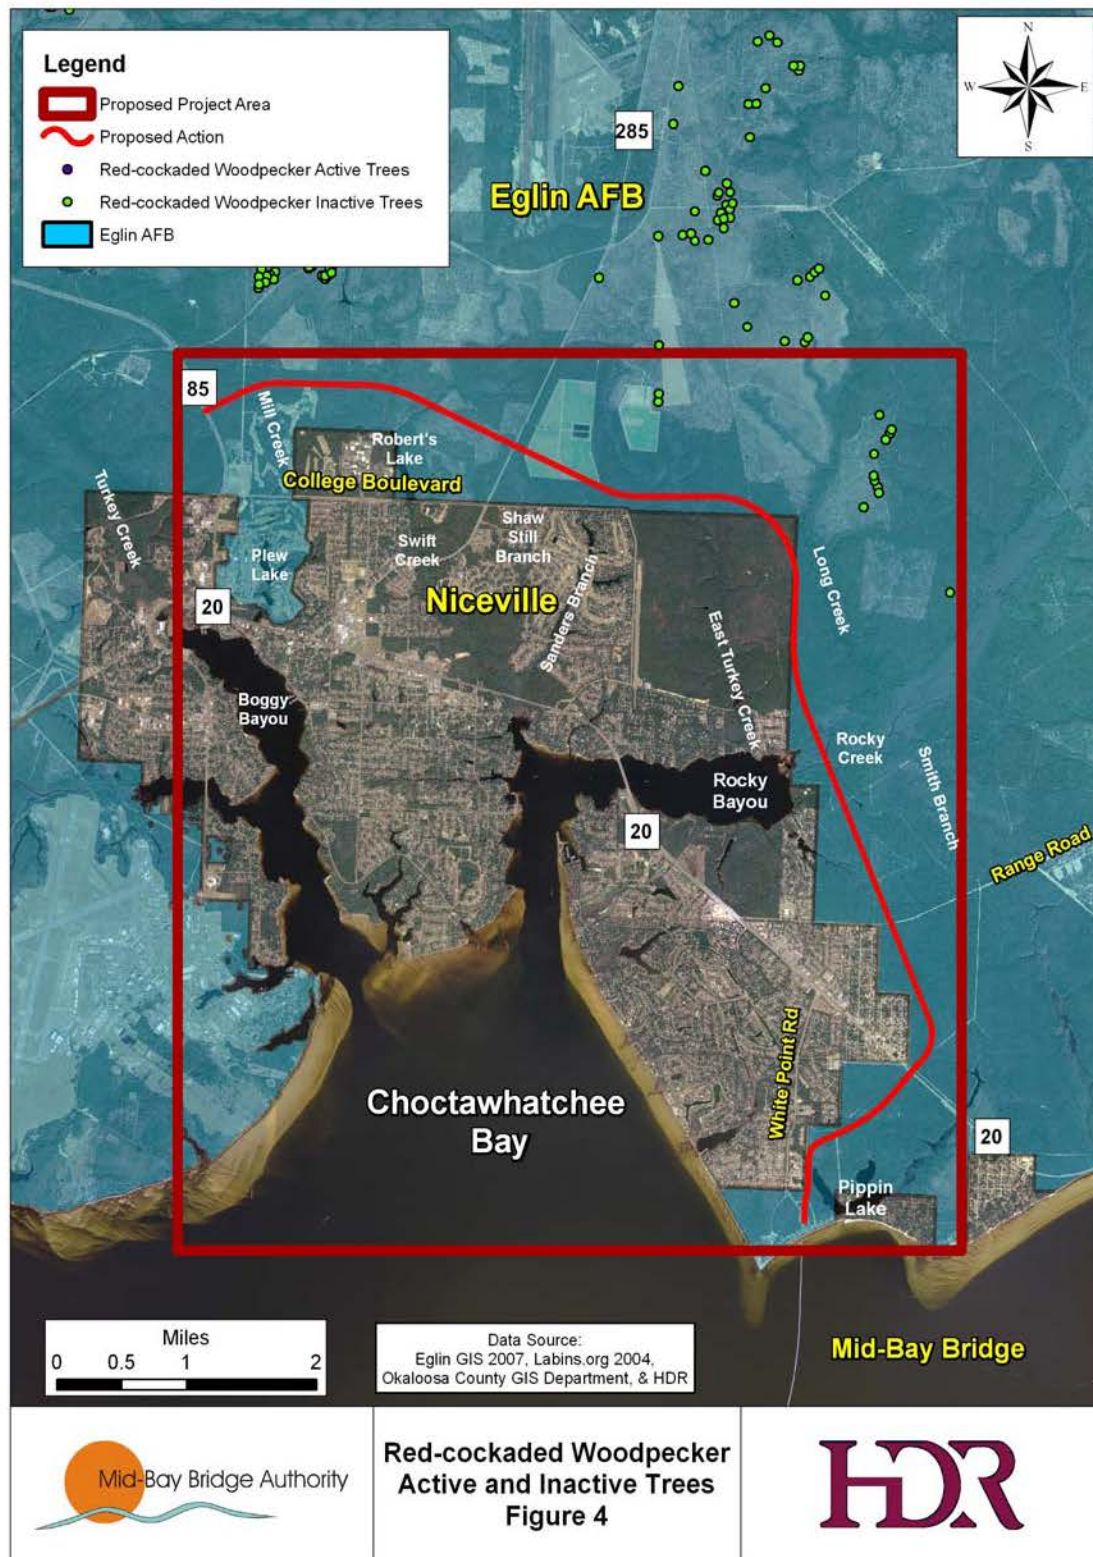 Legend
Proposed Project Area
Proposed Action
Red-cockaded Woodpecker Active Trees
Red-cockaded Woodpecker Inactive Trees
Eglin AFB
N
W
E
S
285
Eglin AFB
85
Mill Creek
Robert's
Lake
College Boulevard
Turkey Creek
Plew
Lake
Swift
Creek
Shaw
Still
Branch
Sanders Branch
Niceville
20
Long Creek
East Turkey Creek
Boggy
Bayou
Rocky
Creek
Smith Branch
Rocky
Bayou
20
Range Road
White Point Rd
Choctawhatchee
Bay
20
Pippin
Lake
Miles
0 0.5 1 2
Data Source:
Eglin GIS 2007, Labins.org 2004,
Okaloosa County GIS Department, & HDR
Mid-Bay Bridge
Mid-Bay Bridge Authority
Red-cockaded Woodpecker
Active and Inactive Trees
Figure 4
HDR